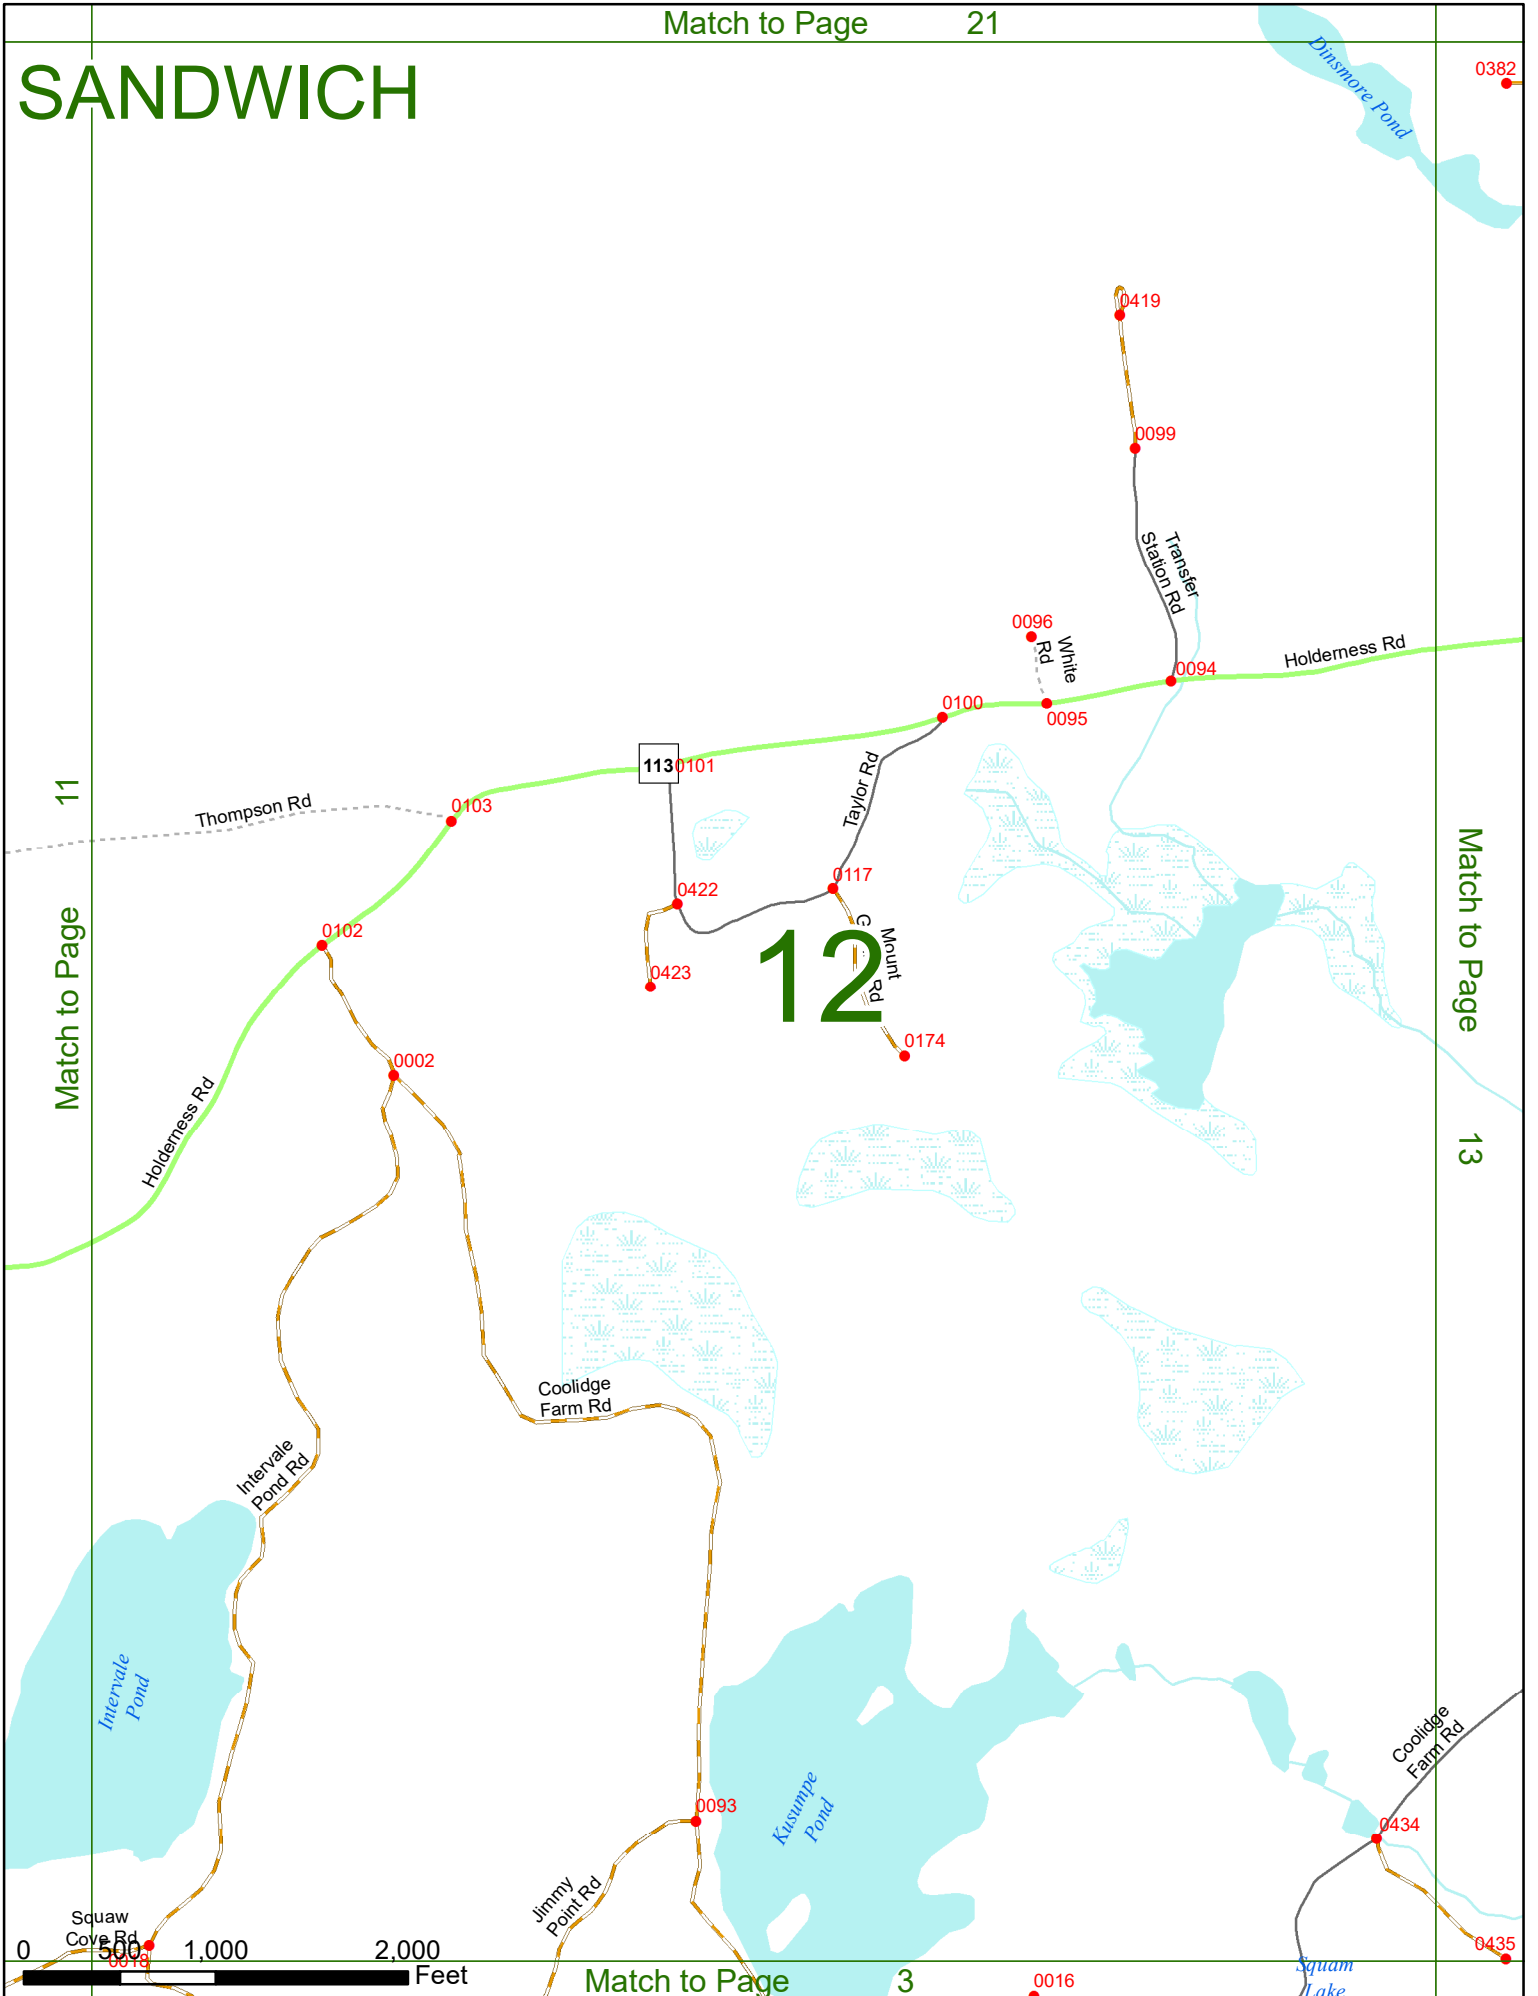 Match to Page 21
SANDWICH
Dinsmore Pond
0382
0419
0099
Transfer
Station Rd
0096
White
Rd
0094
Holderness Rd
0100
0095
113
0101
Taylor Rd
Thompson Rd
0103
11
Match to Page
Match to Page
13
0117
0422
0102
Mount
Rd
12
0423
0174
0002
Holderness Rd
Coolidge
Farm Rd
Intervale
Pond Rd
Intervale
Pond
Kusumpe
Pond
Coolidge
Farm Rd
0093
0434
Jimmy
Point Rd
Squaw
Cove Rd
0018
0435
0 500 1,000 2,000
Feet
Match to Page 3
0016
Squam
Lake